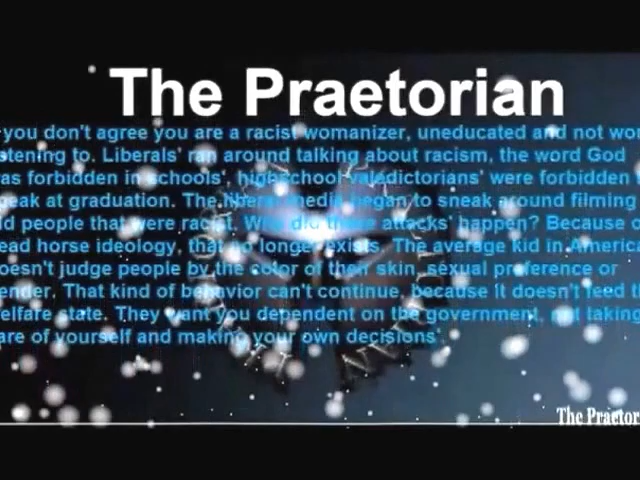 The Praetorian
you don't agree you are a racist womanizer, uneducated and not wo
stening to. Liberals' ran around talking about racism, the word God
as forbidden in schools', highschool valedictorians' were forbidden
peak at graduation. The liberal media began to sneak around filming
ld people that were racist. Why did these attacks' happen? Because o
ead horse ideology, that no longer exists. The average kid in America
oesn't judge people by the color of their skin, sexual preference or
ender. That kind of behavior can't continue, because it doesn't feed th
elfare state. They want you dependent on the government, not taking
are of yourself and making your own decisions'.
The Praetor